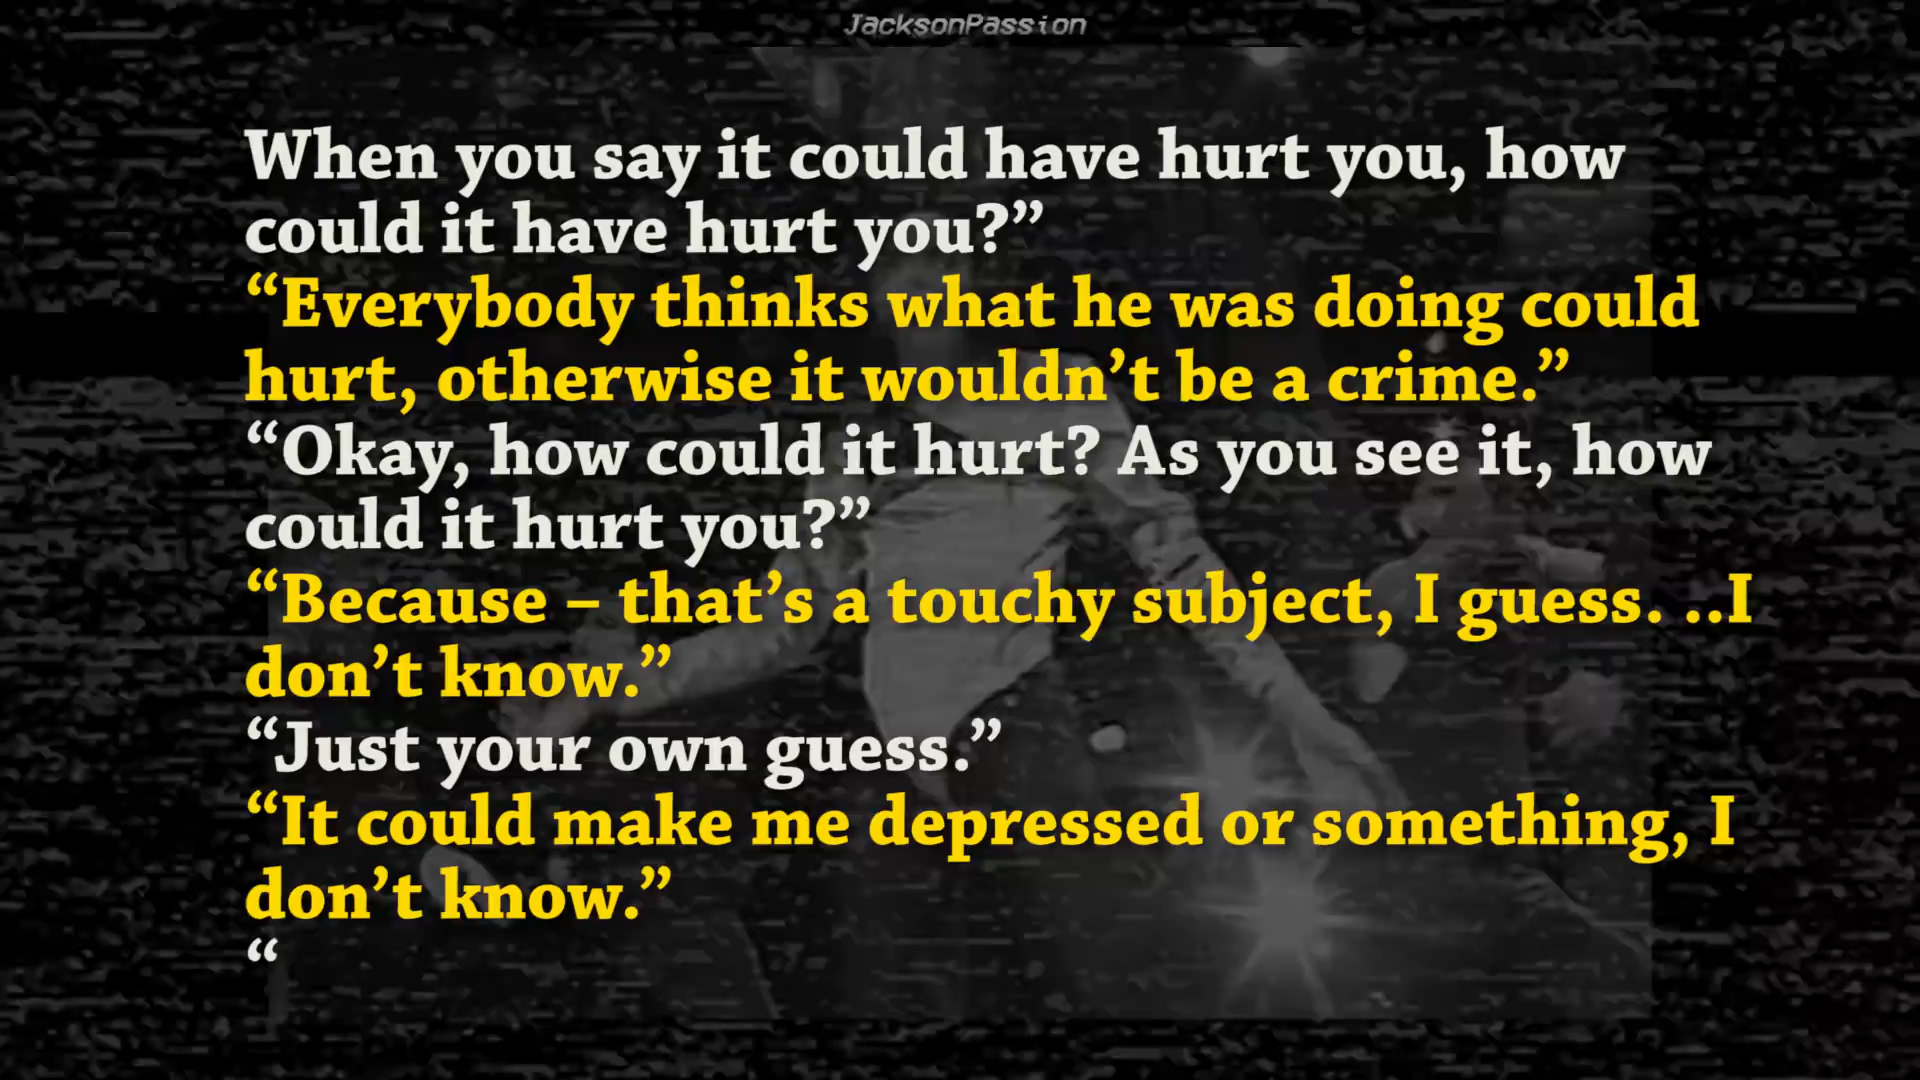 JacksonPassion
When you say it could have hurt you, how
could it have hurt you?”
“Everybody thinks what he was doing could
hurt, otherwise it wouldn’t be a crime.”
“Okay, how could it hurt? As you see it, how
could it hurt you?”
“Because – that’s a touchy subject, I guess. ..I
don’t know.”
“Just your own guess.”
“It could make me depressed or something, I
don’t know.”
“